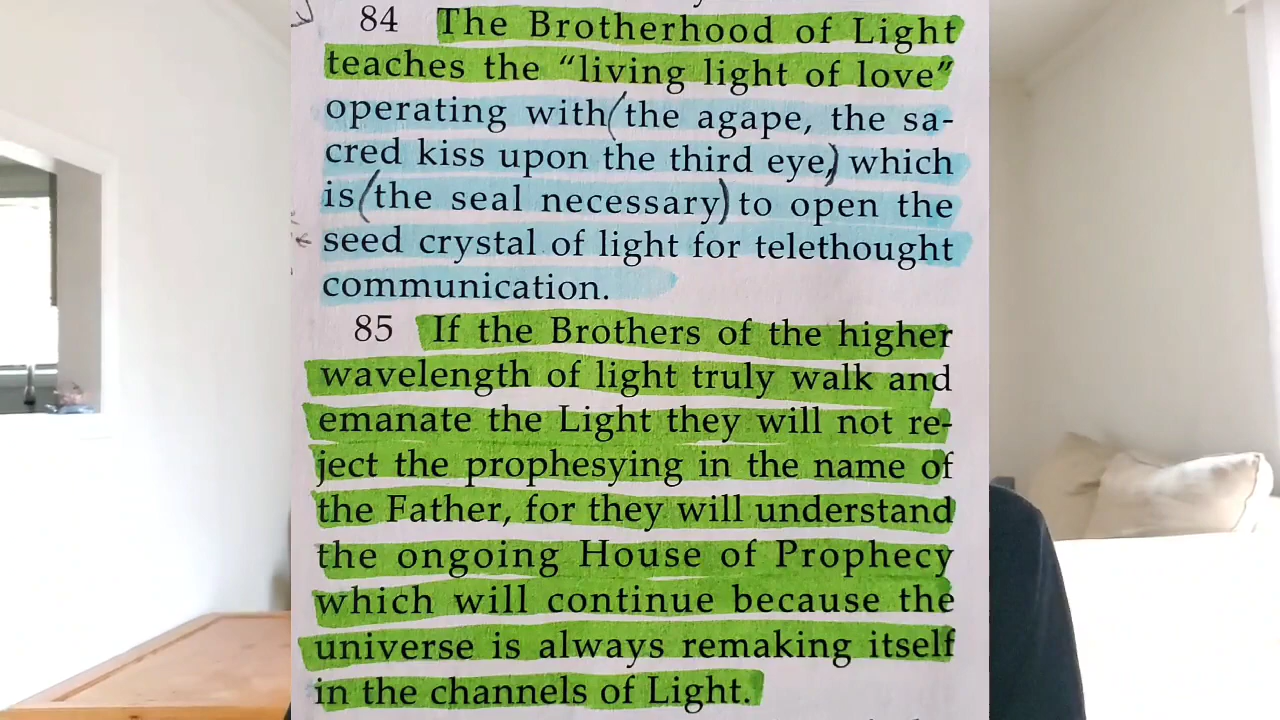 84 The Brotherhood of Light
teaches the “living light of love”
operating with (the agape, the sa-
cred kiss upon the third eye,) which
is (the seal necessary) to open the
seed crystal of light for telethought
communication.
85 If the Brothers of the higher
wavelength of light truly walk and
emanate the Light they will not re-
ject the prophesying in the name of
the Father, for they will understand
the ongoing House of Prophecy
which will continue because the
universe is always remaking itself
in the channels of Light.